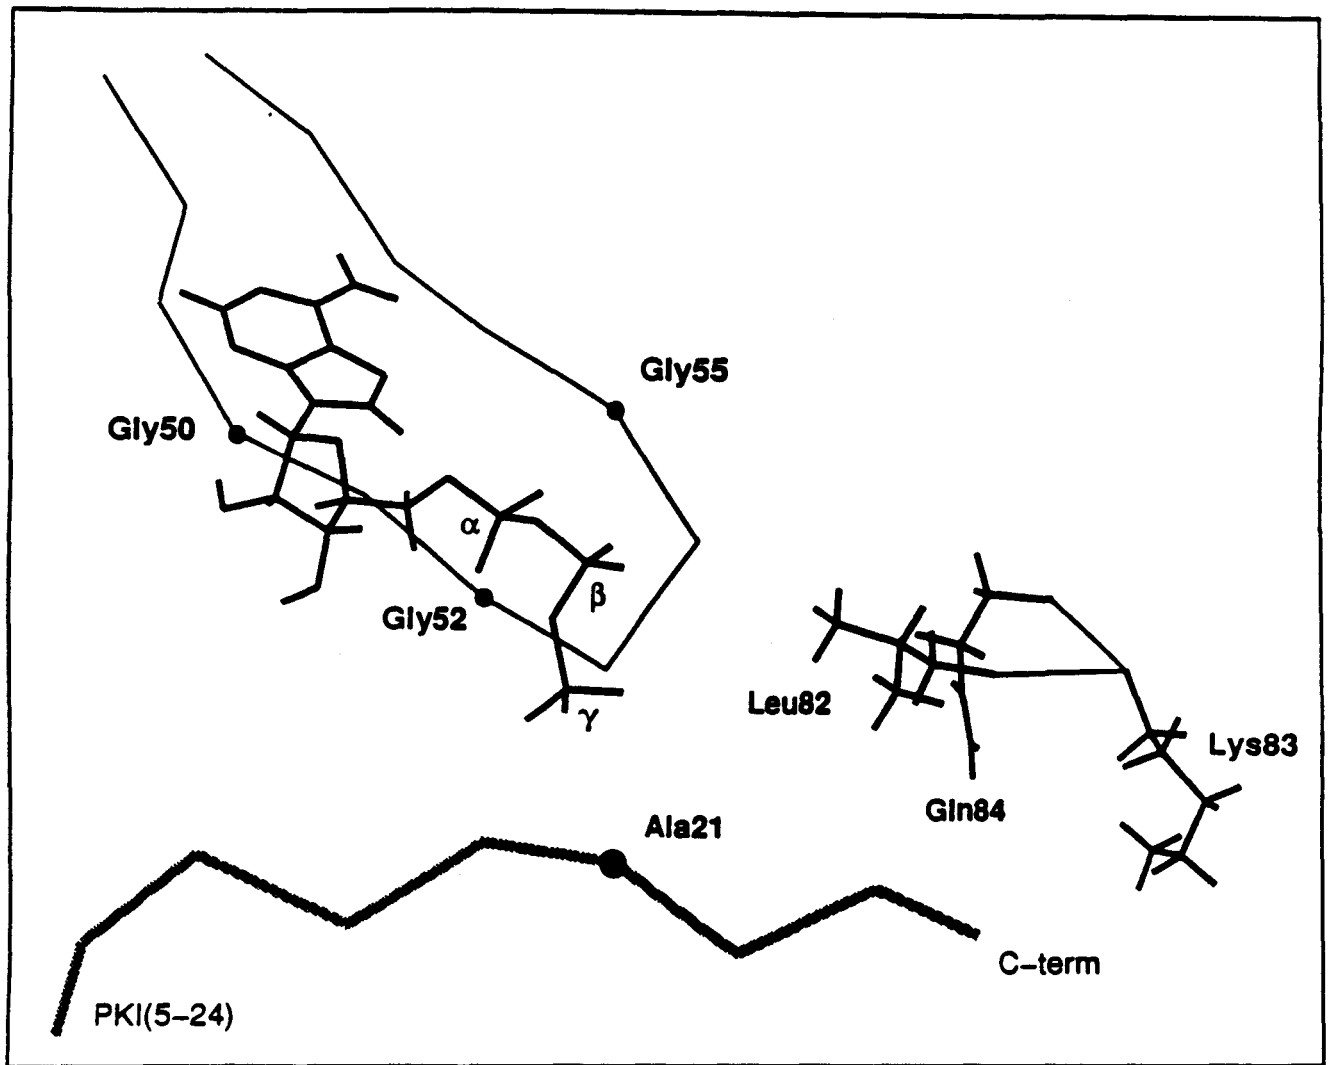 Gly55
Gly50
α
β
Gly52
γ
Leu82
Lys83
Gln84
Ala21
C-term
PKI(5-24)